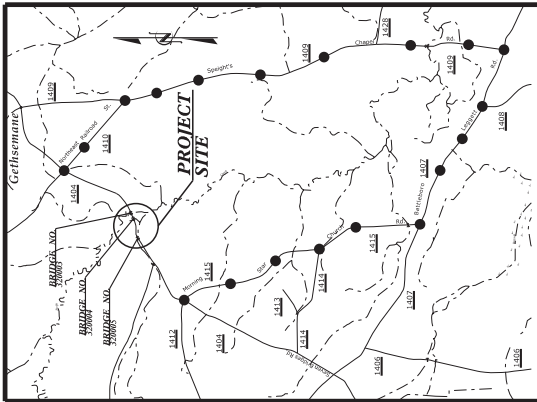 Gethsemane
1409
Northeast Railroad St.
1410
1404
Speight's
1409
Chapel
Rd.
1428
1409
Rd.
Leggett
1408
1407
Battleboro
PROJECT
SITE
BRIDGE NO.
320003
BRIDGE NO.
320004
BRIDGE NO.
320005
Morning
Star
Church
Rd.
1415
1415
1414
1413
1414
1412
1404
1407
1406
1406